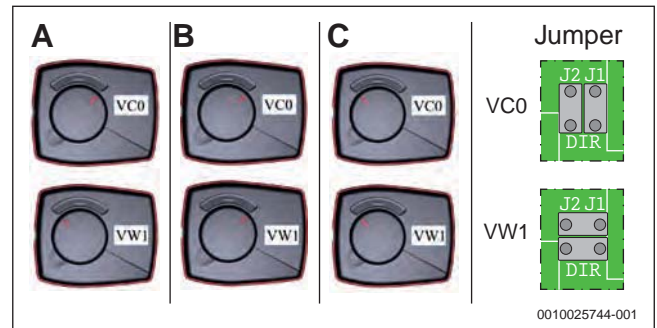 A B C Jumper
VC0 VC0 VC0 VC0 J2 J1
DIR
VW1 VW1 VW1 VW1 J2 J1
DIR
0010025744-001